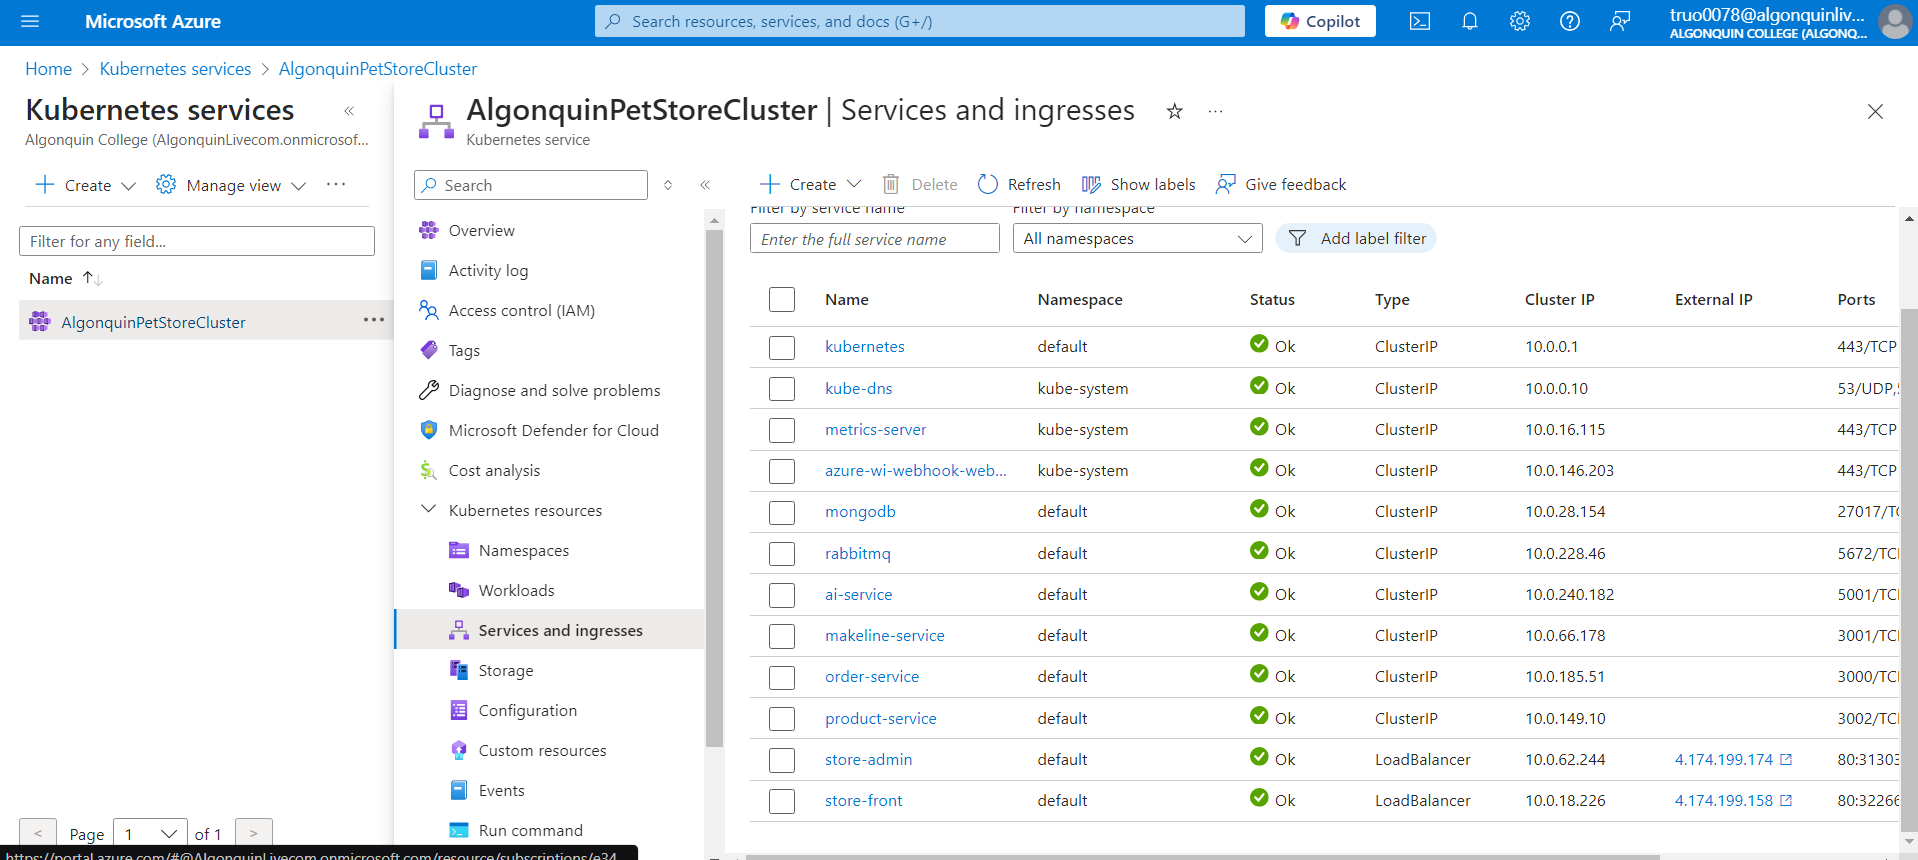 Microsoft Azure
Search resources, services, and docs (G+/)
Copilot
truo0078@algonquinliv...
ALGONQUIN COLLEGE (ALGONQ...
Home > Kubernetes services > AlgonquinPetStoreCluster
Kubernetes services
Algonquin College (AlgonquinLivecom.onmicrosof...
Create
Manage view
Filter for any field...
Name
AlgonquinPetStoreCluster
Page 1 of 1
AlgonquinPetStoreCluster | Services and ingresses
Kubernetes service
Search
Overview
Activity log
Access control (IAM)
Tags
Diagnose and solve problems
Microsoft Defender for Cloud
Cost analysis
Kubernetes resources
Namespaces
Workloads
Services and ingresses
Storage
Configuration
Custom resources
Events
Run command
Create Delete Refresh Show labels Give feedback
Filter by service name Filter by namespace
Enter the full service name All namespaces Add label filter
Name Namespace Status Type Cluster IP External IP Ports
kubernetes default Ok ClusterIP 10.0.0.1 443/TCP
kube-dns kube-system Ok ClusterIP 10.0.0.10 53/UDP,
metrics-server kube-system Ok ClusterIP 10.0.16.115 443/TCP
azure-wi-webhook-web... kube-system Ok ClusterIP 10.0.146.203 443/TCP
mongodb default Ok ClusterIP 10.0.28.154 27017/TC
rabbitmq default Ok ClusterIP 10.0.228.46 5672/TC
ai-service default Ok ClusterIP 10.0.240.182 5001/TC
makeline-service default Ok ClusterIP 10.0.66.178 3001/TC
order-service default Ok ClusterIP 10.0.185.51 3000/TC
product-service default Ok ClusterIP 10.0.149.10 3002/TC
store-admin default Ok LoadBalancer 10.0.62.244 4.174.199.174 80:31303
store-front default Ok LoadBalancer 10.0.18.226 4.174.199.158 80:32266
https://portal.azure.com/#@AlgonquinLivecom.onmicrosoft.com/resource/subscriptions/e34